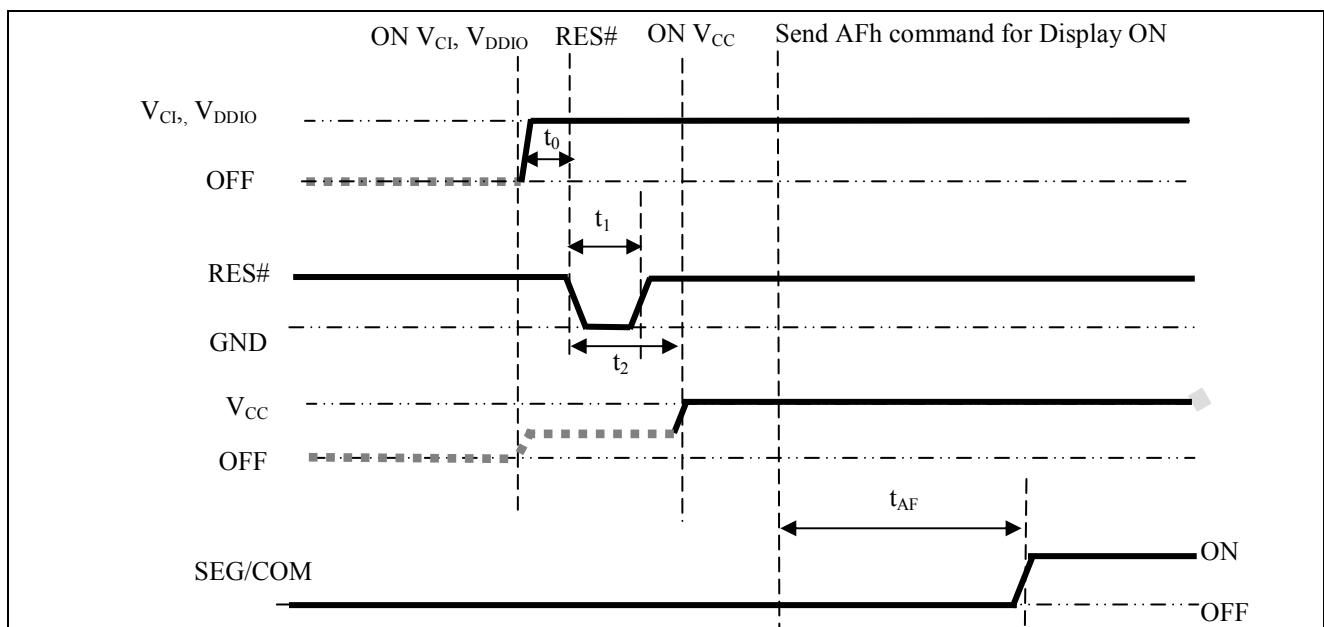 ON V_CI, V_DDIO RES# ON V_CC Send AFh command for Display ON
V_CI,, V_DDIO
t_0
OFF
t_1
RES#
GND
t_2
V_CC
OFF
t_AF
ON
SEG/COM
OFF